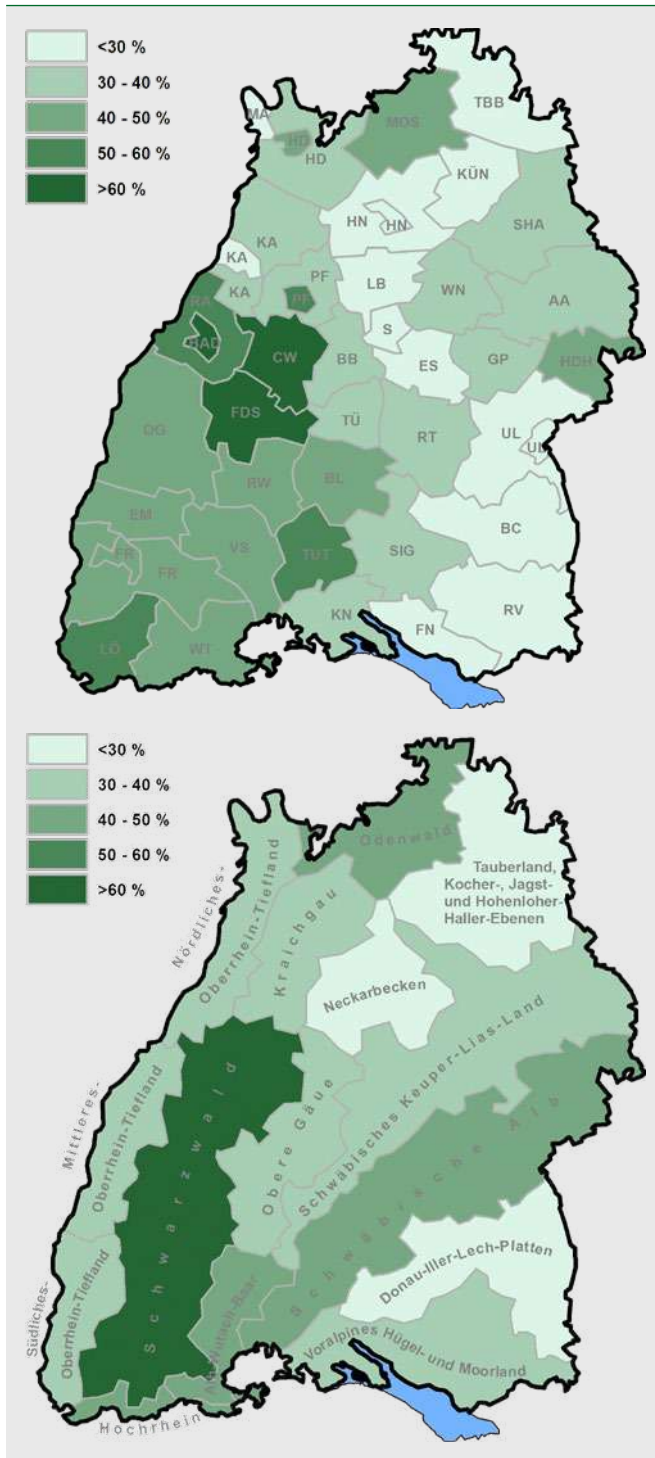 <30 %
30 - 40 %
40 - 50 %
50 - 60 %
>60 %
MA
HD
HD
MOS
TBB
KÜN
HN
HN
SHA
KA
KA
KA
PF
PF
LB
WN
AA
RA
BAD
CW
S
BB
ES
GP
HDH
FDS
OG
TÜ
RT
UL
UL
RW
BL
EM
FR
FR
VS
TUT
SIG
BC
LÖ
WT
KN
FN
RV
<30 %
30 - 40 %
40 - 50 %
50 - 60 %
>60 %
Odenwald
Tauberland,
Kocher-, Jagst-
und Hohenloher-
Haller-Ebenen
Nördliches-
Oberrhein-Tiefland
Kraichgau
Neckarbecken
Schwäbisches Keuper-Lias-Land
Mittleres-
Oberrhein-Tiefland
Schwarzwald
Obere Gäue
Schwäbische Alb
Donau-Iller-Lech-Platten
Südliches-
Oberrhein-Tiefland
Voralpines Hügel- und Moorland
Hochrhein